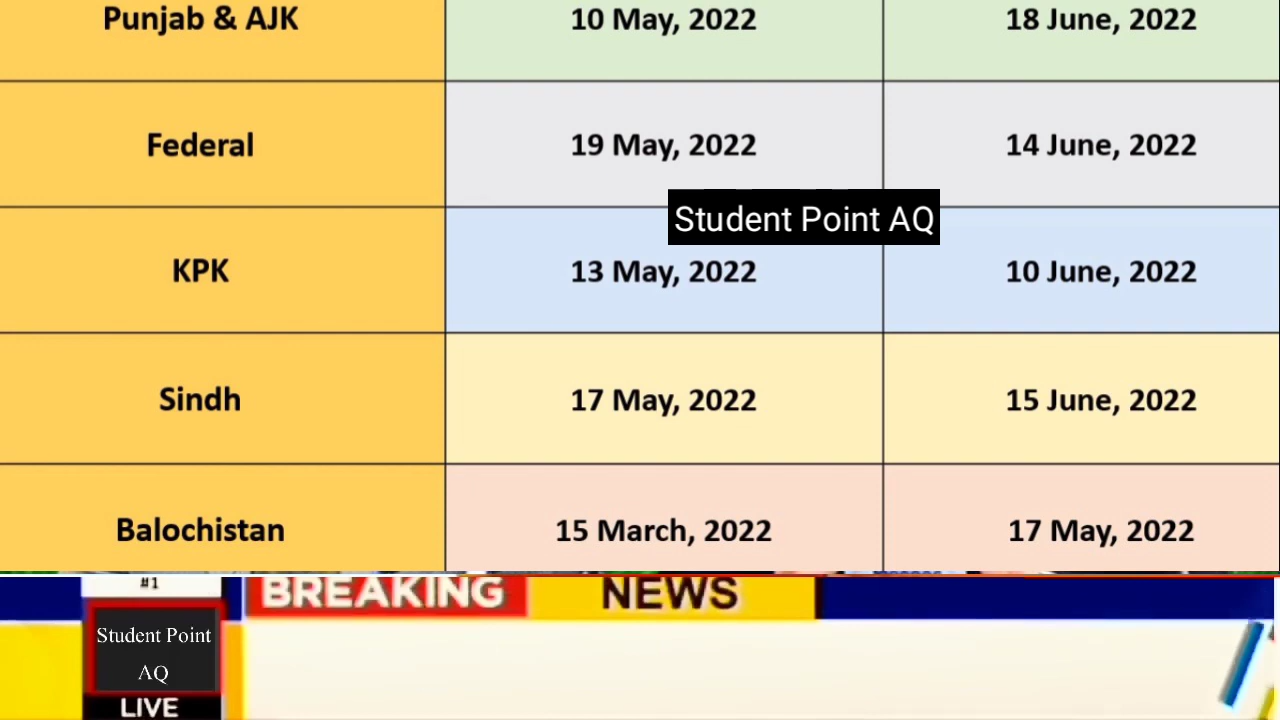 Punjab & AJK 10 May, 2022 18 June, 2022
Federal 19 May, 2022 14 June, 2022
Student Point AQ
KPK 13 May, 2022 10 June, 2022
Sindh 17 May, 2022 15 June, 2022
Balochistan 15 March, 2022 17 May, 2022
#1
BREAKING NEWS
Student Point
AQ
LIVE